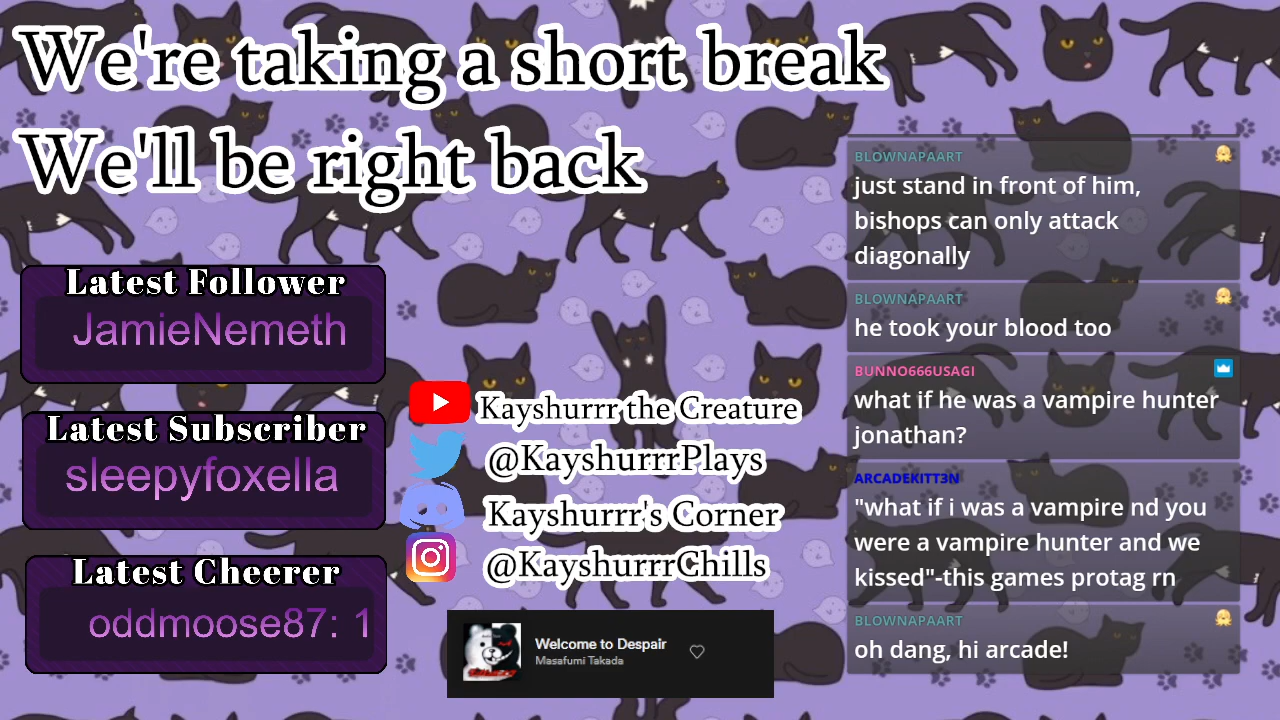 We're taking a short break
We'll be right back
Latest Follower
JamieNemeth
Latest Subscriber
sleepyfoxella
Latest Cheerer
oddmoose87: 1
Kayshurrr the Creature
@KayshurrrPlays
Kayshurrr's Corner
@KayshurrrChills
Welcome to Despair
Masafumi Takada
BLOWNAPAART
just stand in front of him,
bishops can only attack
diagonally
BLOWNAPAART
he took your blood too
BUNNO666USAGI
what if he was a vampire hunter
jonathan?
ARCADEKITT3N
"what if i was a vampire nd you
were a vampire hunter and we
kissed"-this games protag rn
BLOWNAPAART
oh dang, hi arcade!